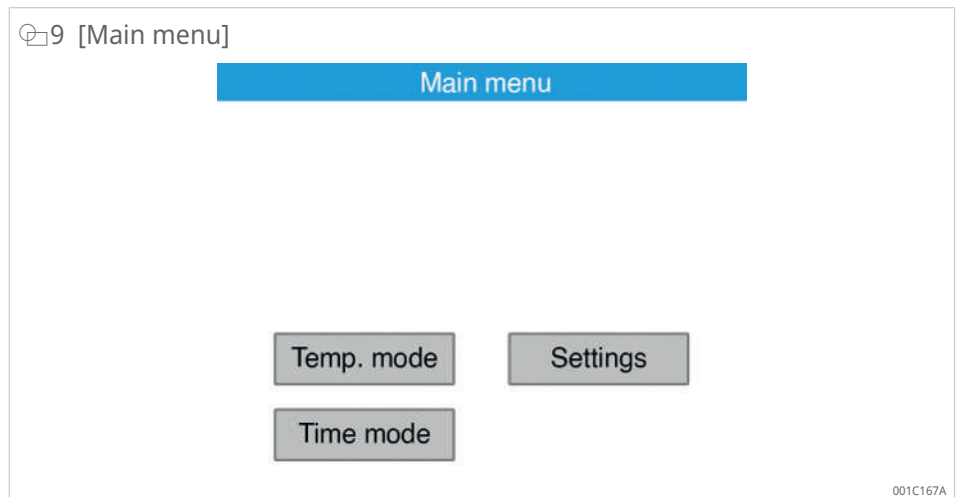 9 [Main menu]
Main menu
Temp. mode
Settings
Time mode
001C167A